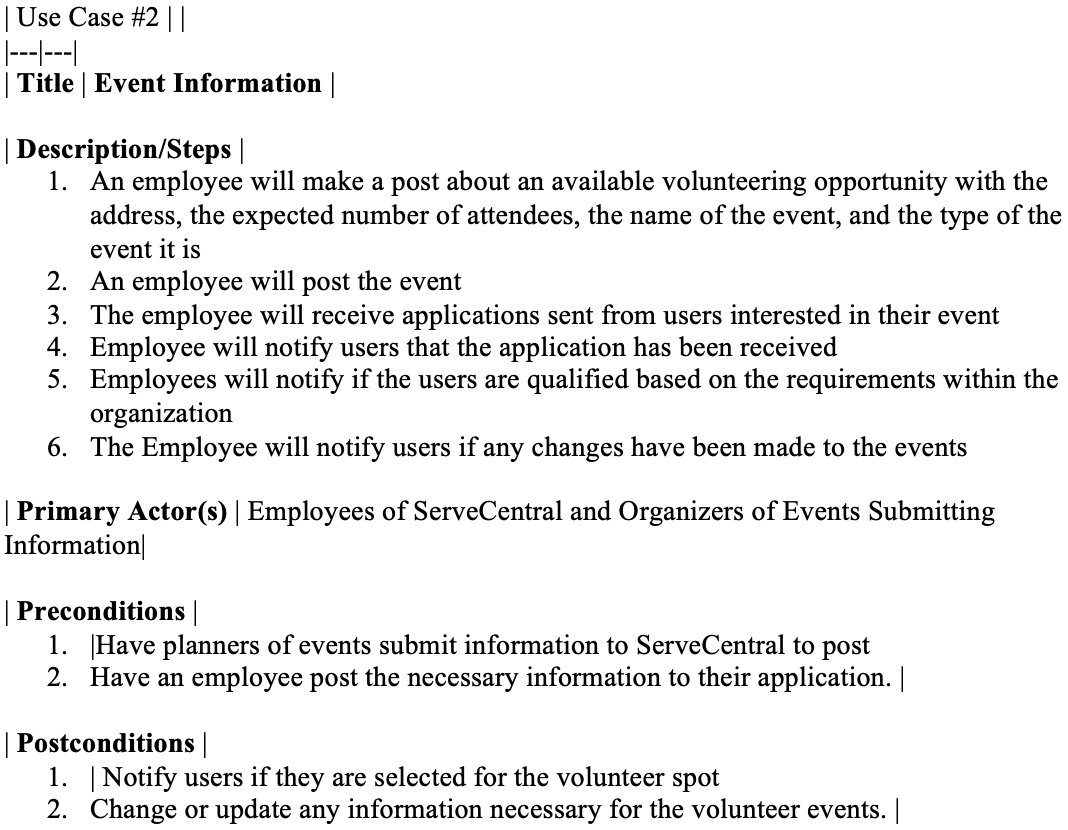 | Use Case #2 | |
|---|---|
| Title | Event Information |
| Description/Steps |
1. An employee will make a post about an available volunteering opportunity with the
address, the expected number of attendees, the name of the event, and the type of the
event it is
2. An employee will post the event
3. The employee will receive applications sent from users interested in their event
4. Employee will notify users that the application has been received
5. Employees will notify if the users are qualified based on the requirements within the
organization
6. The Employee will notify users if any changes have been made to the events
| Primary Actor(s) | Employees of ServeCentral and Organizers of Events Submitting
Information|
| Preconditions |
1. |Have planners of events submit information to ServeCentral to post
2. Have an employee post the necessary information to their application. |
| Postconditions |
1. | Notify users if they are selected for the volunteer spot
2. Change or update any information necessary for the volunteer events. |